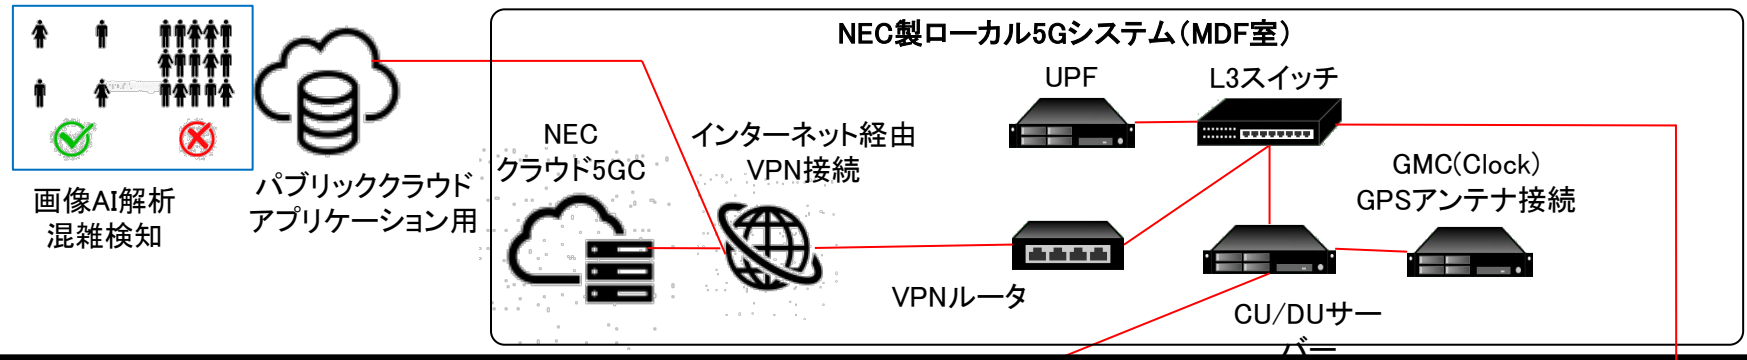 NEC製ローカル5Gシステム（MDF室）
UPF
L3スイッチ
NEC
クラウド5GC
インターネット経由
VPN接続
GMC(Clock)
GPSアンテナ接続
パブリッククラウド
アプリケーション用
画像AI解析
混雑検知
VPNルータ
CU/DUサー
バー